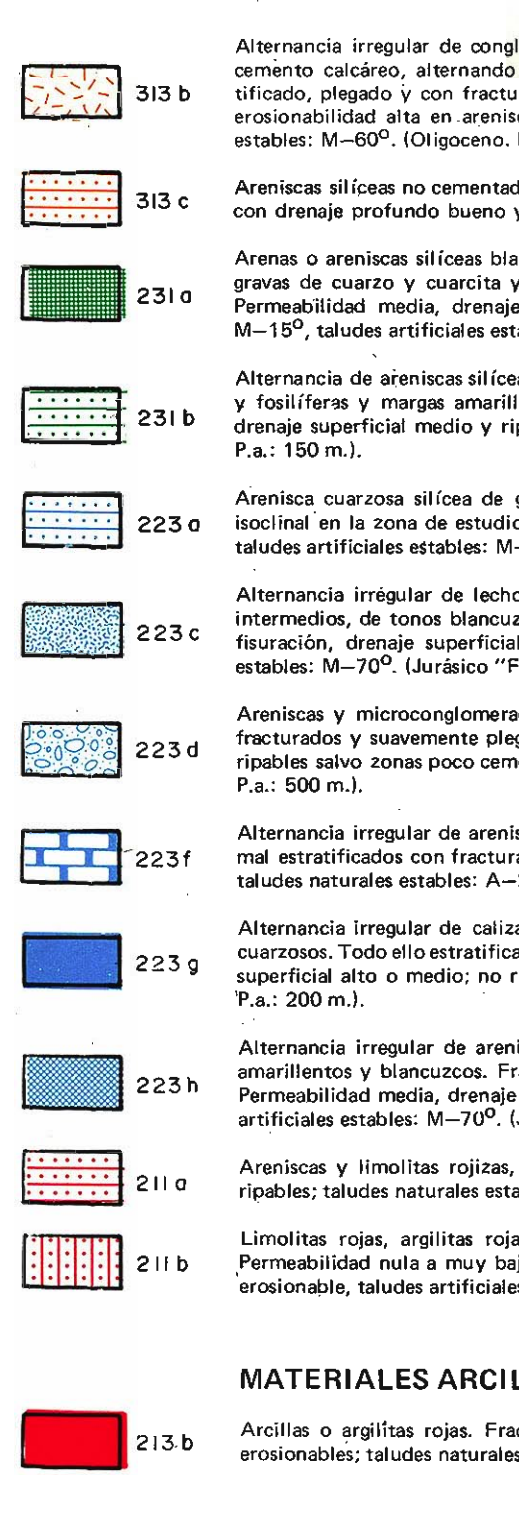 Alternancia irregular de congl
cemento calcáreo, alternando
313 b
tificado, plegado y con fractu
erosionabilidad alta en arenisc
estables: M—60º. (Oligoceno.
Areniscas silíceas no cementad
313 c
con drenaje profundo bueno y
Arenas o areniscas silíceas bla
gravas de cuarzo y cuarcita y
231 a
Permeabilidad media, drenaje
M—15º, taludes artificiales est
Alternancia de areniscas silícea
y fosilíferas y margas amarill
231 b
drenaje superficial medio y rip
P.a.: 150 m.).
Arenisca cuarzosa silícea de g
223 a
isoclinal en la zona de estudio
taludes artificiales estables: M-
Alternancia irrégular de lecho
intermedios, de tonos blancuz
223 c
fisuración, drenaje superficial
estables: M—70º. (Jurásico "F
Areniscas y microconglomera
fracturados y suavemente pleg
223 d
ripables salvo zonas poco cem
P.a.: 500 m.).
Alternancia irregular de arenis
223 f
mal estratificados con fractura
taludes naturales estables: A—
Alternancia irregular de caliza
cuarzosos. Todo ello estratifica
223 g
superficial alto o medio; no r
P.a.: 200 m.).
Alternancia irregular de areni
amarillentos y blancuzcos. Fr
223 h
Permeabilidad media, drenaje
artificiales estables: M—70º. (
Areniscas y limolitas rojizas,
211 a
ripables; taludes naturales esta
Limolitas rojas, argilitas roja
211 b
Permeabilidad nula a muy baj
erosionable, taludes artificiales
MATERIALES ARCIL
Arcillas o argilitas rojas. Frac
213 b
erosionables; taludes naturales